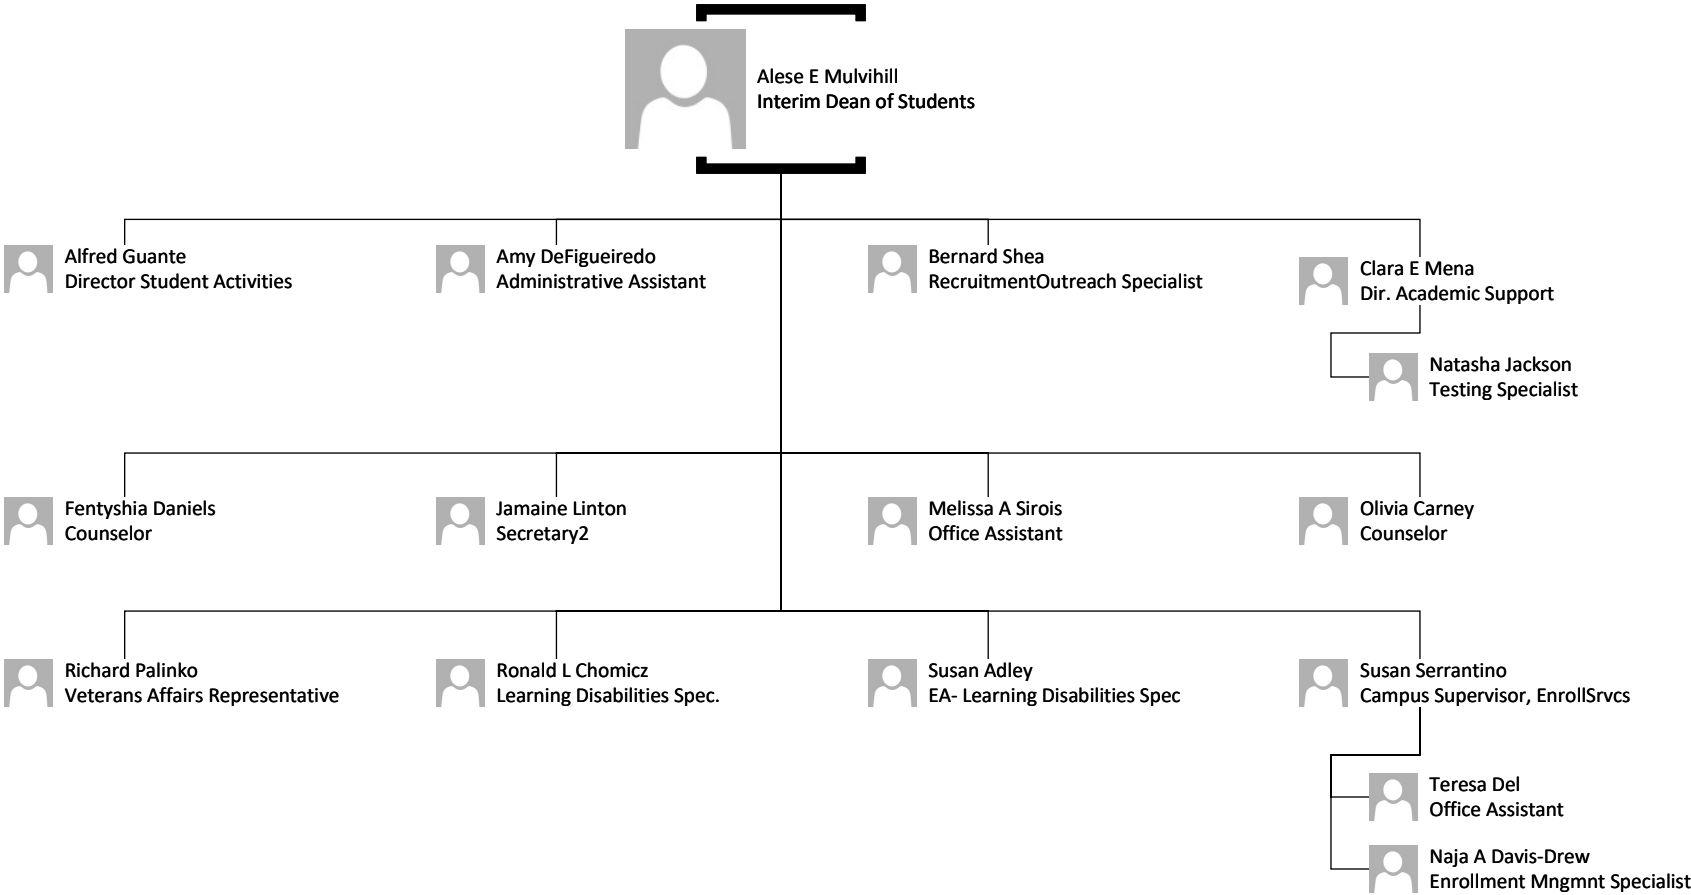 Alese E Mulvihill
Interim Dean of Students
Alfred Guante
Director Student Activities
Amy DeFigueiredo
Administrative Assistant
Bernard Shea
RecruitmentOutreach Specialist
Clara E Mena
Dir. Academic Support
Natasha Jackson
Testing Specialist
Fentyshia Daniels
Counselor
Jamaine Linton
Secretary2
Melissa A Sirois
Office Assistant
Olivia Carney
Counselor
Richard Palinko
Veterans Affairs Representative
Ronald L Chomicz
Learning Disabilities Spec.
Susan Adley
EA- Learning Disabilities Spec
Susan Serrantino
Campus Supervisor, EnrollSrvcs
Teresa Del
Office Assistant
Naja A Davis-Drew
Enrollment Mngmnt Specialist